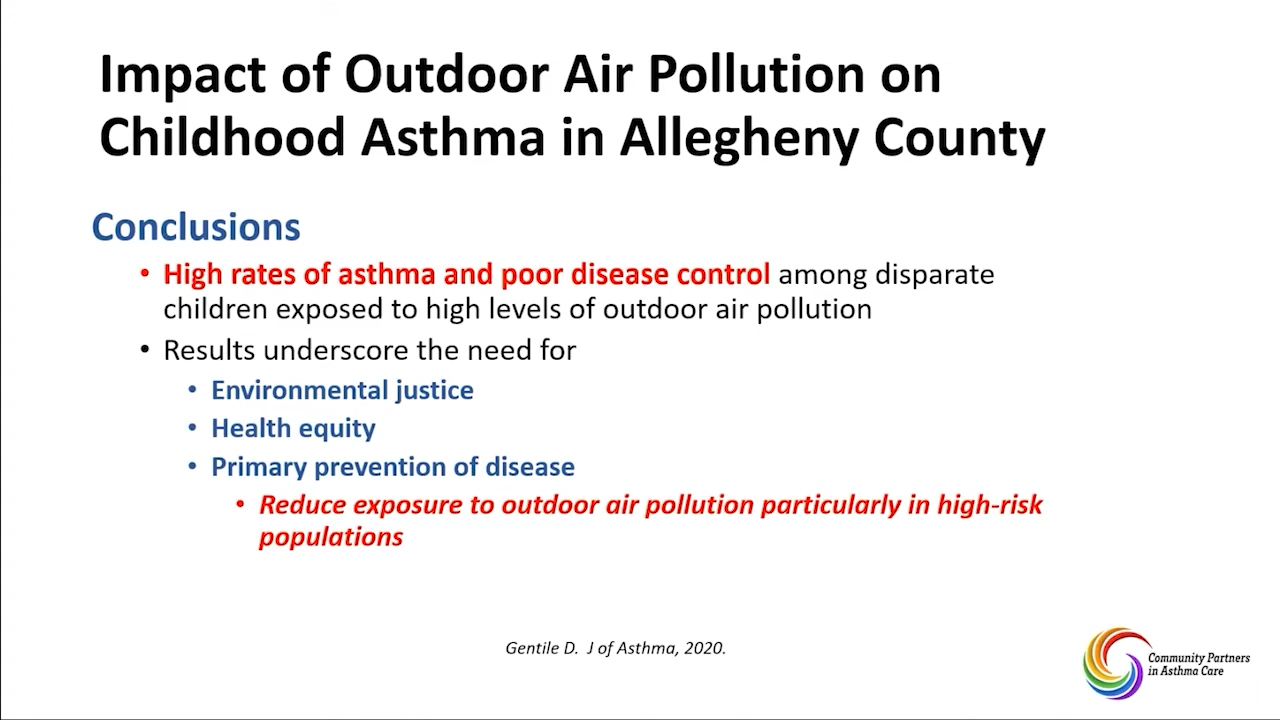 Impact of Outdoor Air Pollution on
Childhood Asthma in Allegheny County
Conclusions
• High rates of asthma and poor disease control among disparate
children exposed to high levels of outdoor air pollution
• Results underscore the need for
• Environmental justice
• Health equity
• Primary prevention of disease
• Reduce exposure to outdoor air pollution particularly in high-risk
populations
Gentile D. J of Asthma, 2020.
Community Partners
in Asthma Care